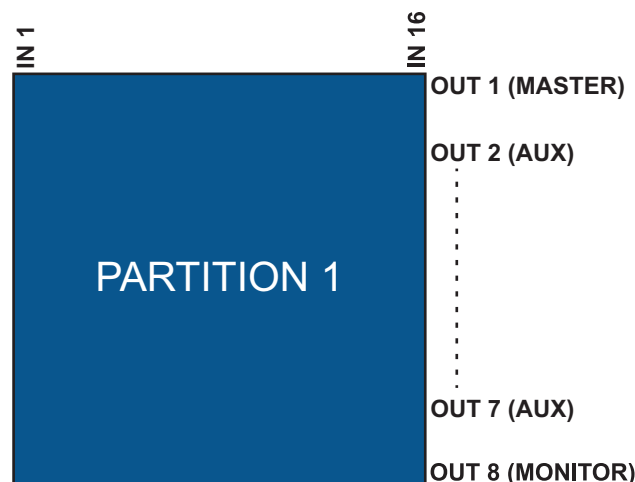 IN 1
IN 16
OUT 1 (MASTER)
OUT 2 (AUX)
PARTITION 1
OUT 7 (AUX)
OUT 8 (MONITOR)